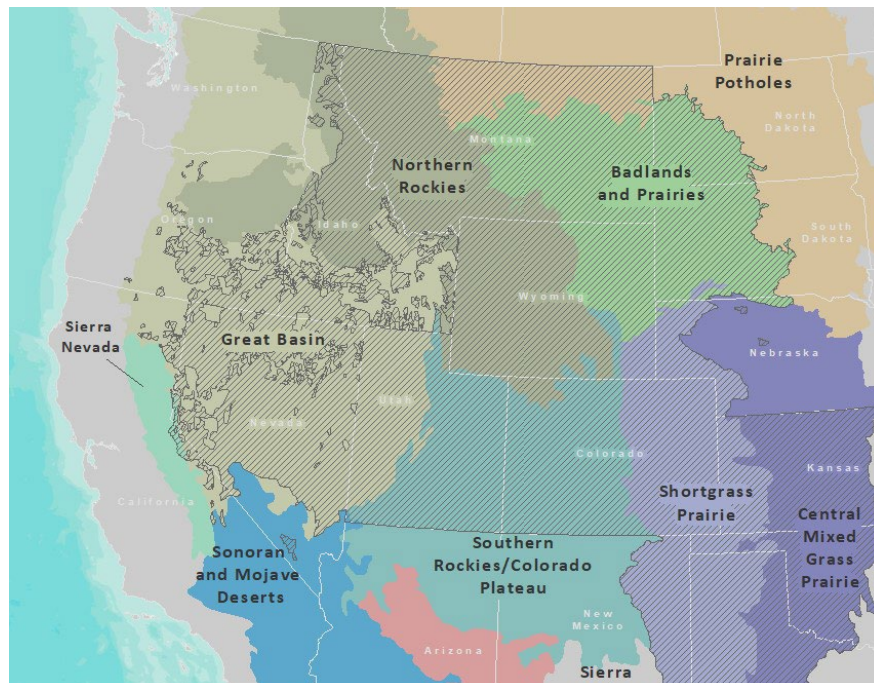 Prairie
Potholes
Washington
North
Dakota
Montana
Northern
Rockies
Badlands
and Prairies
Oregon
Idaho
South
Dakota
Wyoming
Sierra
Nevada
Great Basin
Nebraska
Utah
Nevada
Colorado
Kansas
California
Shortgrass
Prairie
Central
Mixed
Grass
Prairie
Sonoran
and Mojave
Deserts
Southern
Rockies/Colorado
Plateau
New
Mexico
Arizona
Sierra